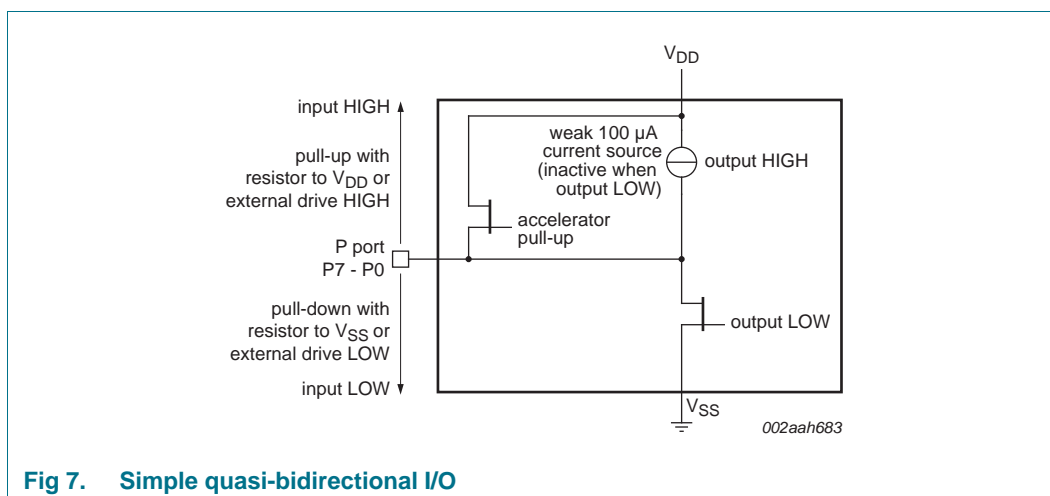 VDD
input HIGH
pull-up with
resistor to VDD or
external drive HIGH
P port
P7 - P0
pull-down with
resistor to VSS or
external drive LOW
input LOW
weak 100 µA
current source
(inactive when
output LOW)
output HIGH
accelerator
pull-up
output LOW
VSS
002aah683
Fig 7. Simple quasi-bidirectional I/O